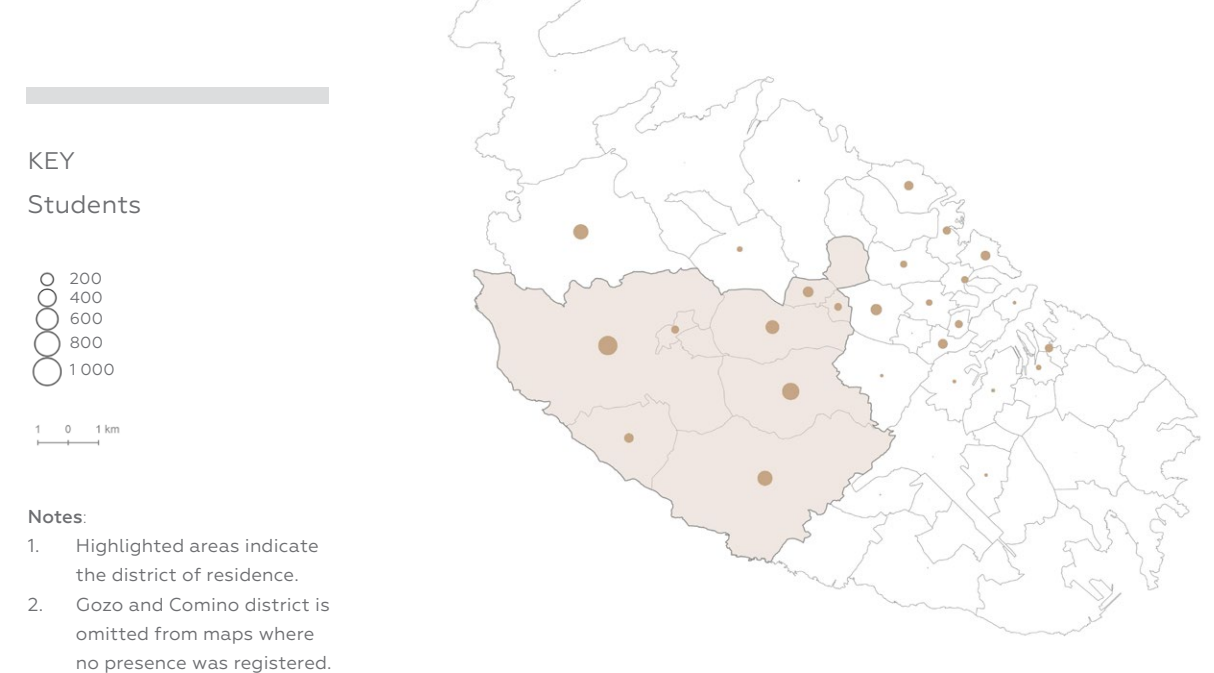 KEY
Students
200
400
600
800
1 000
1 0 1 km
Notes:
1. Highlighted areas indicate
the district of residence.
2. Gozo and Comino district is
omitted from maps where
no presence was registered.